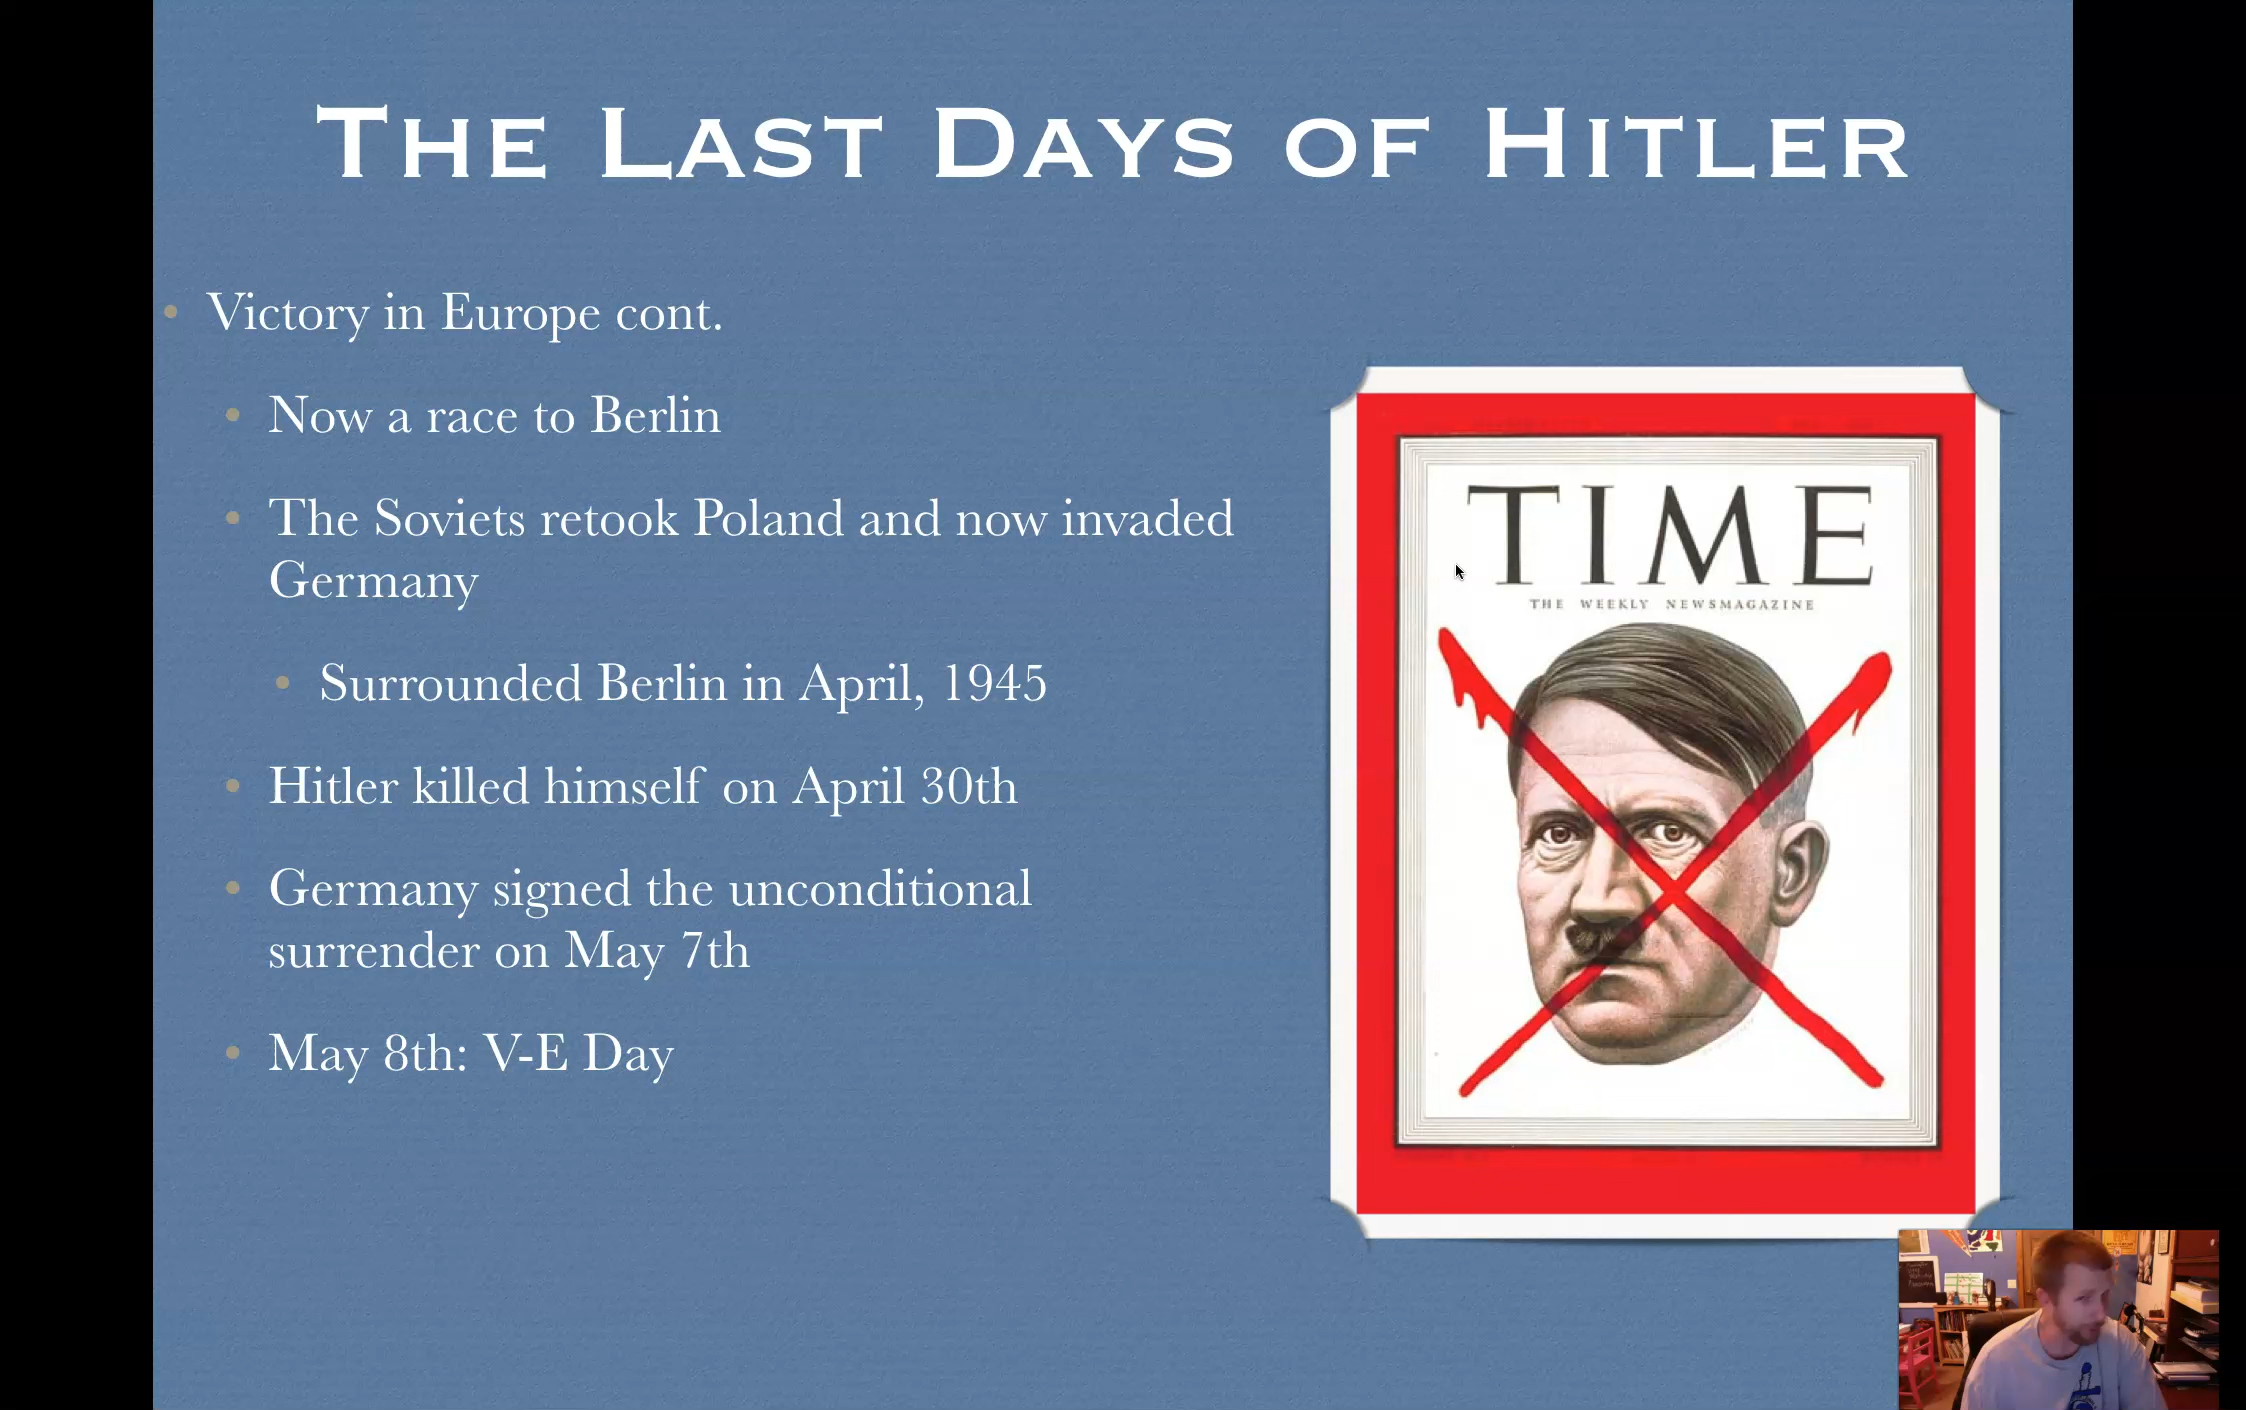 The Last Days of Hitler
Victory in Europe cont.
Now a race to Berlin
The Soviets retook Poland and now invaded
Germany
Surrounded Berlin in April, 1945
Hitler killed himself on April 30th
Germany signed the unconditional
surrender on May 7th
May 8th: V-E Day
TIME
THE WEEKLY NEWSMAGAZINE